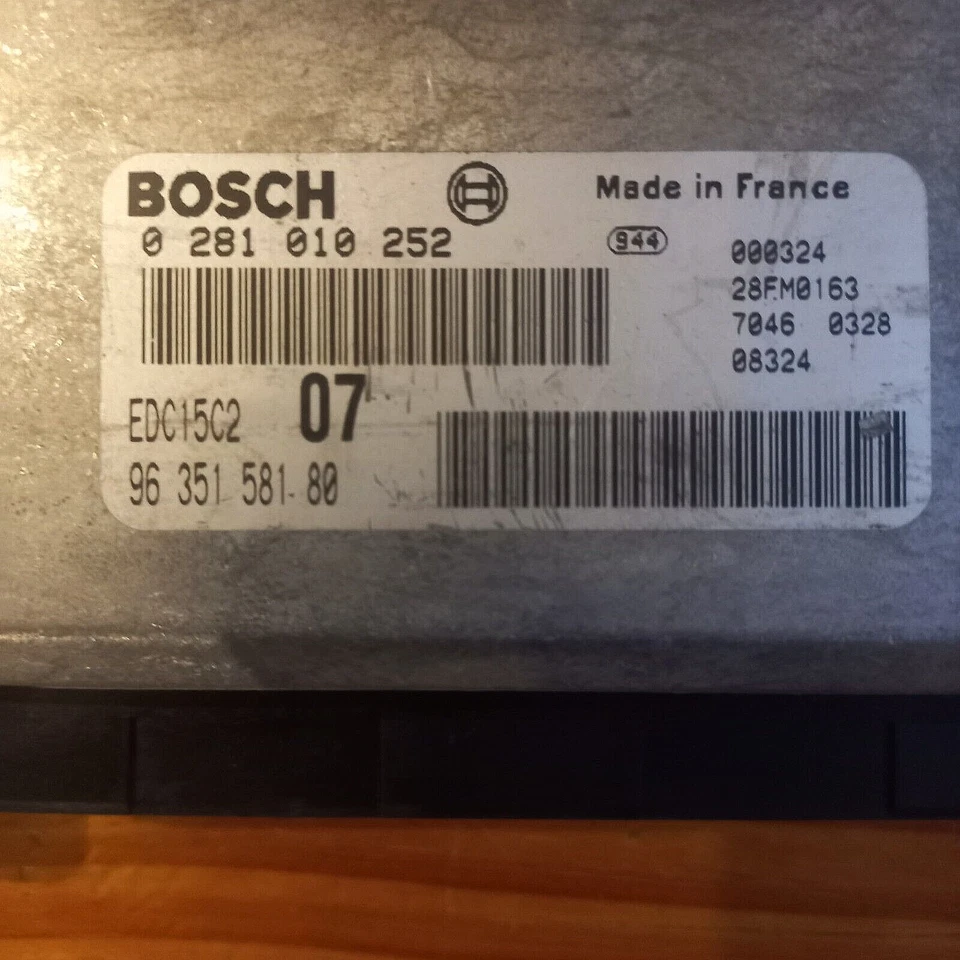 BOSCH
Made in France
0 281 010 252
944
000324
28FM0163
7046 0328
08324
EDC15C2 07
96 351 581 80